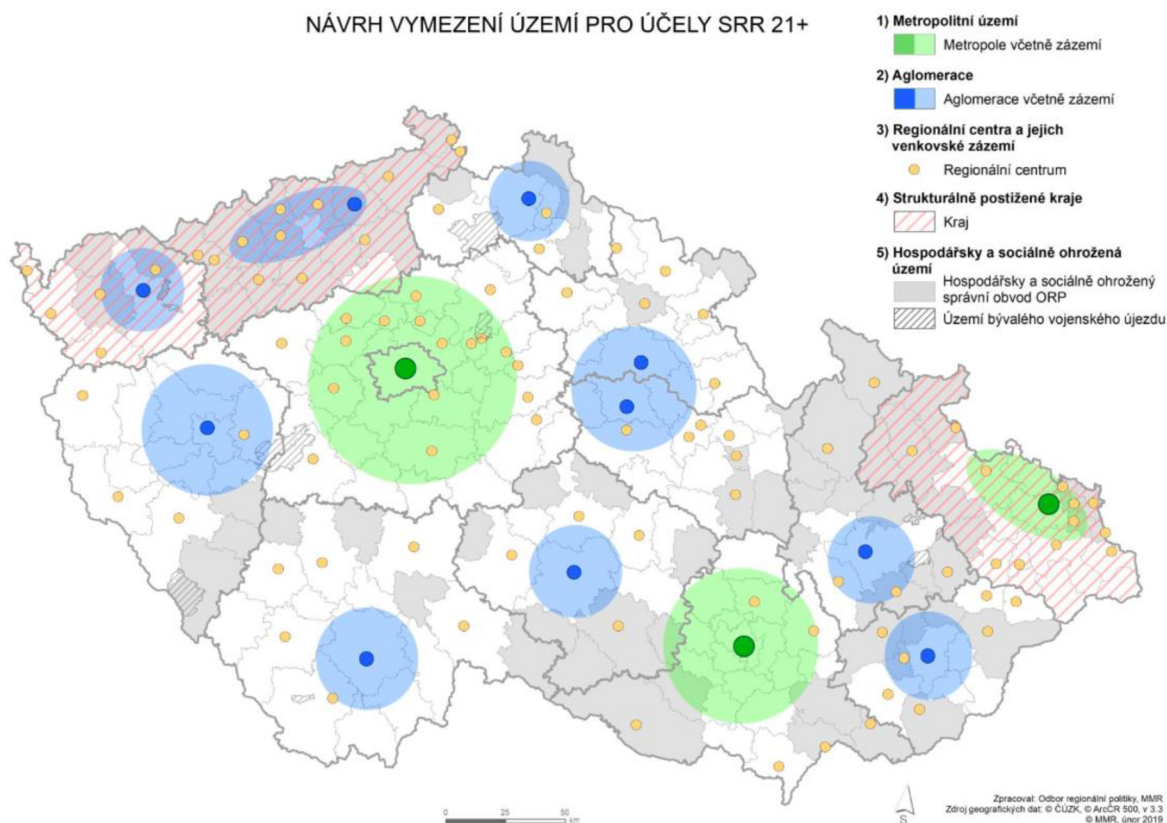 NÁVRH VYMEZENÍ ÚZEMÍ PRO ÚČELY SRR 21+
1) Metropolitní území
Metropole včetně zázemí
2) Aglomerace
Aglomerace včetně zázemí
3) Regionální centra a jejich
venkovské zázemí
Regionální centrum
4) Strukturálně postižené kraje
Kraj
5) Hospodářsky a sociálně ohrožená
území
Hospodářsky a sociálně ohrožený
správní obvod ORP
Území bývalého vojenského újezdu
0 25 50
km
S
Zpracoval: Odbor regionální politiky, MMR
Zdroj geografických dat: © ČÚZK, © ArcČR 500, v 3.3
© MMR, únor 2019